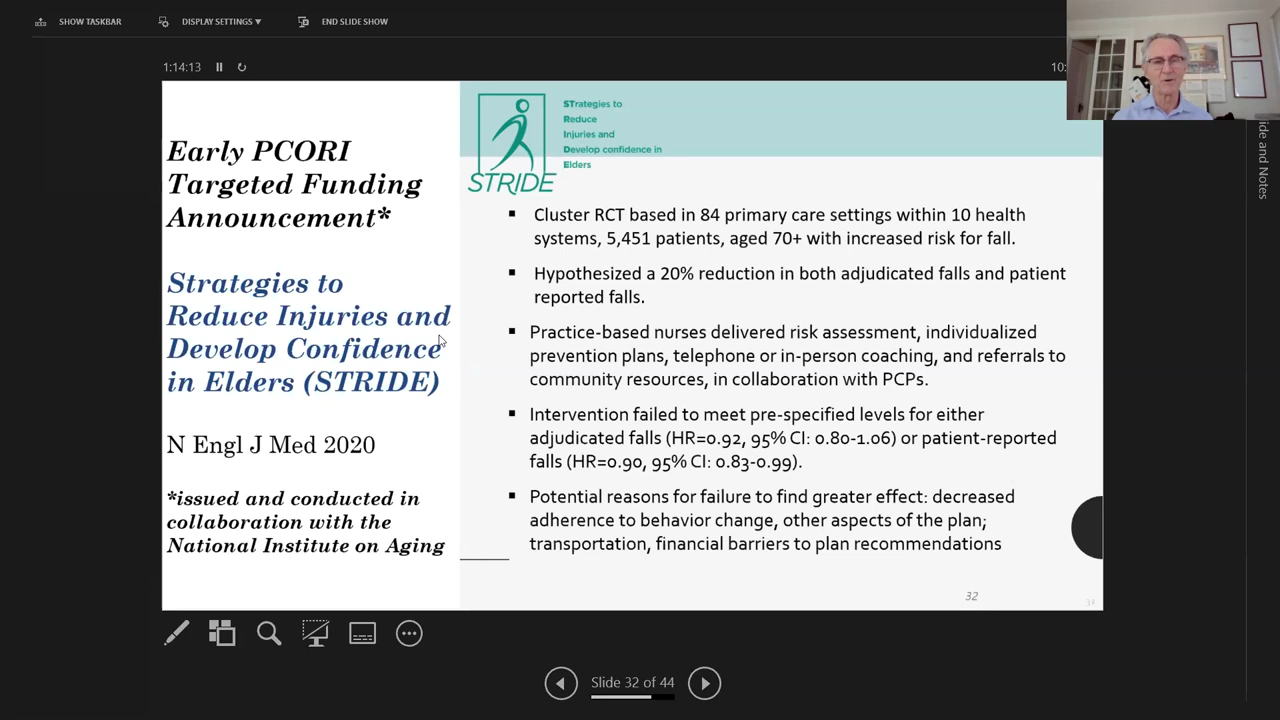 SHOW TASKBAR
DISPLAY SETTINGS ▼
END SLIDE SHOW
1:14:13
10:
Early PCORI
Targeted Funding
Announcement*
Strategies to
Reduce Injuries and
Develop Confidence
in Elders (STRIDE)
N Engl J Med 2020
*issued and conducted in
collaboration with the
National Institute on Aging
STRIDE
STrategies to
Reduce
Injuries and
Develop confidence in
Elders
▪ Cluster RCT based in 84 primary care settings within 10 health
systems, 5,451 patients, aged 70+ with increased risk for fall.
▪ Hypothesized a 20% reduction in both adjudicated falls and patient
reported falls.
▪ Practice-based nurses delivered risk assessment, individualized
prevention plans, telephone or in-person coaching, and referrals to
community resources, in collaboration with PCPs.
▪ Intervention failed to meet pre-specified levels for either
adjudicated falls (HR=0.92, 95% CI: 0.80-1.06) or patient-reported
falls (HR=0.90, 95% CI: 0.83-0.99).
▪ Potential reasons for failure to find greater effect: decreased
adherence to behavior change, other aspects of the plan;
transportation, financial barriers to plan recommendations
32
ide and Notes
Slide 32 of 44